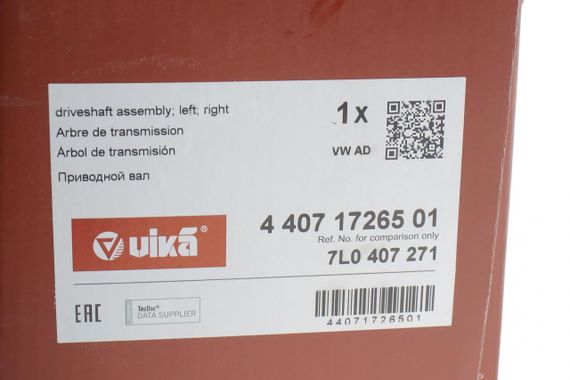 driveshaft assembly; left; right
Arbre de transmission
Árbol de transmisión
Приводной вал
1x
VW AD
vika®
4 407 17265 01
Ref. No. for comparison only
7L0 407 271
EAC
TecDoc®
DATA SUPPLIER
44071726501